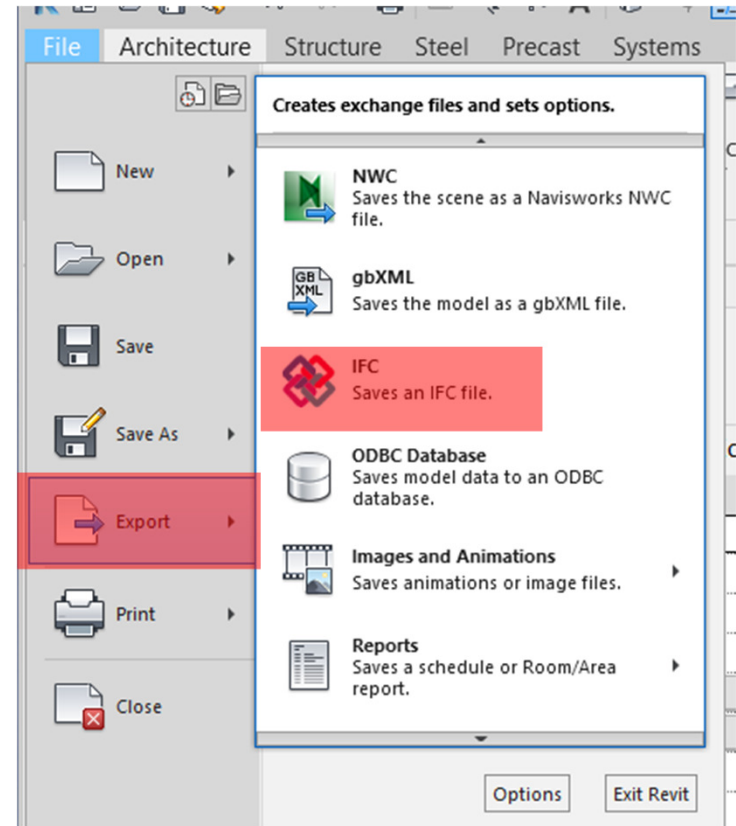 File Architecture Structure Steel Precast Systems
Creates exchange files and sets options.
New
Open
Save
Save As
Export
Print
Close
NWC
Saves the scene as a Navisworks NWC
file.
GB
XML
gbXML
Saves the model as a gbXML file.
IFC
Saves an IFC file.
ODBC Database
Saves model data to an ODBC
database.
Images and Animations
Saves animations or image files.
Reports
Saves a schedule or Room/Area
report.
Options
Exit Revit